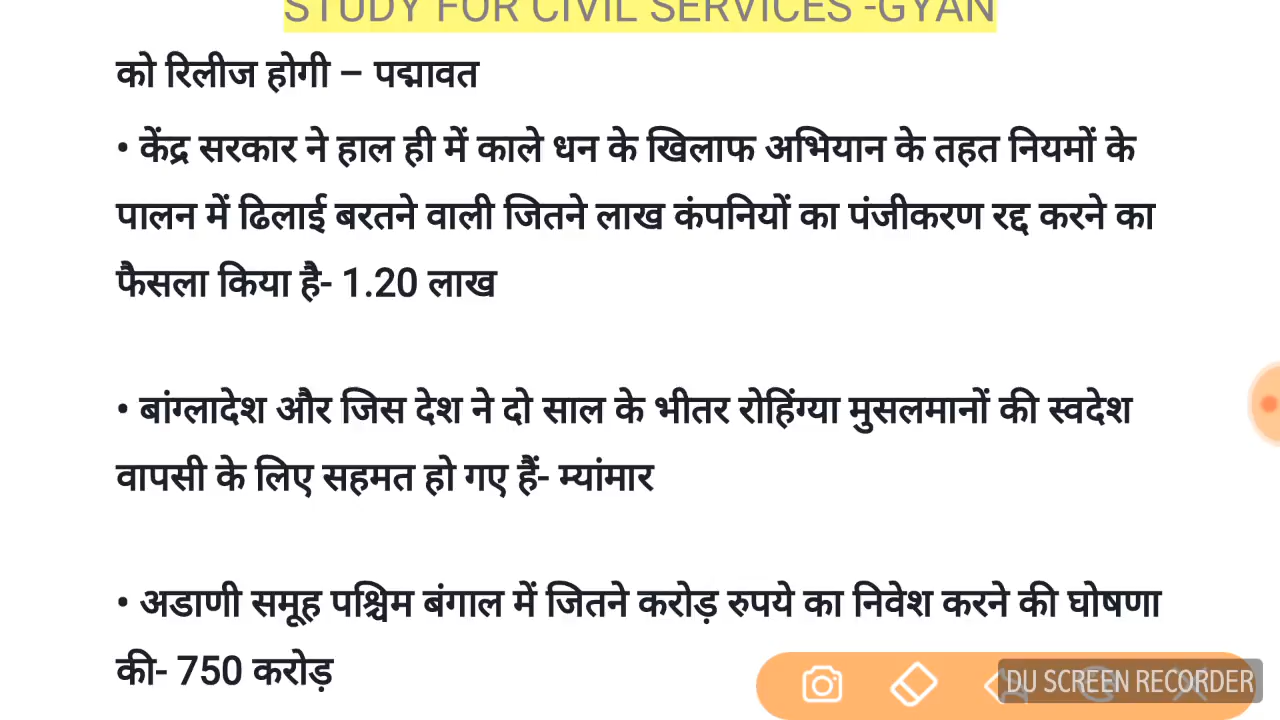 STUDY FOR CIVIL SERVICES -GYAN
को रिलीज होगी – पद्मावत
• केंद्र सरकार ने हाल ही में काले धन के खिलाफ अभियान के तहत नियमों के
पालन में ढिलाई बरतने वाली जितने लाख कंपनियों का पंजीकरण रद्द करने का
फैसला किया है- 1.20 लाख
• बांग्लादेश और जिस देश ने दो साल के भीतर रोहिंग्या मुसलमानों की स्वदेश
वापसी के लिए सहमत हो गए हैं- म्यांमार
• अडाणी समूह पश्चिम बंगाल में जितने करोड़ रुपये का निवेश करने की घोषणा
की- 750 करोड़
DU SCREEN RECORDER